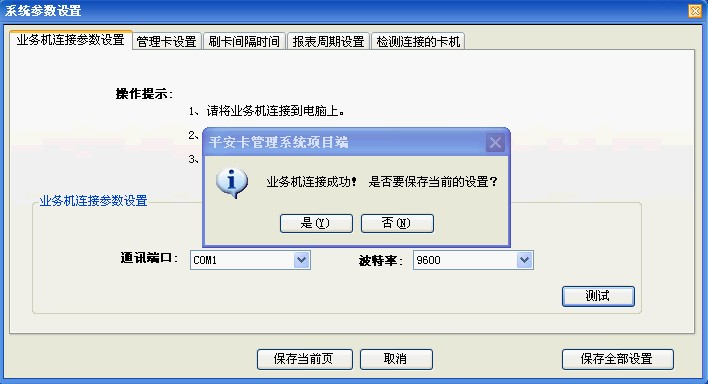 系统参数设置
业务机连接参数设置 管理卡设置 刷卡间隔时间 报表周期设置 检测连接的卡机
操作提示:
1、请将业务机连接到电脑上。
2、
3、
平安卡管理系统项目端
业务机连接成功! 是否要保存当前的设置?
是(Y) 否(N)
业务机连接参数设置
通讯端口: COM1 波特率: 9600
测试
保存当前页 取消 保存全部设置